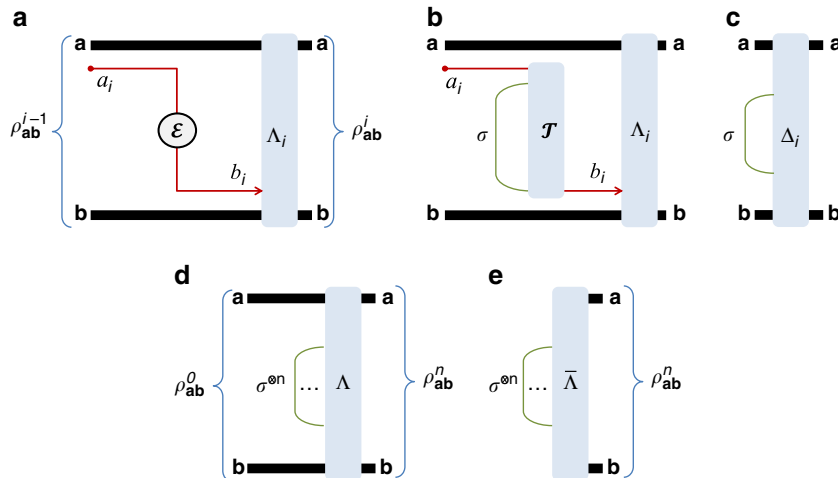 a
b
c
a a
a a
a a
a_i
a_i
ρ_ab^{i−1} ℰ Λ_i ρ_ab^i
σ 𝓣 Λ_i
σ Δ_i
b_i
b_i
b b
b b
b b
d
e
a a
a
ρ_ab^0 σ^{⊗n} ... Λ ρ_ab^n
σ^{⊗n} ... Λ̅ ρ_ab^n
b b
b